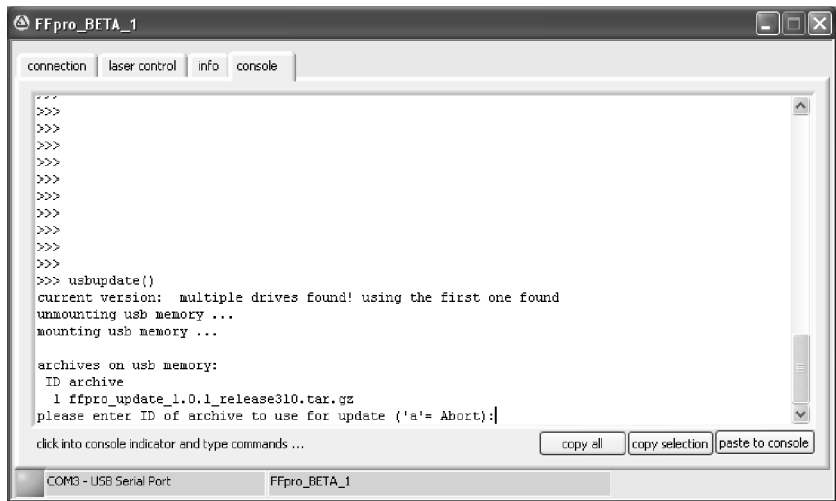 FFpro_BETA_1
connection laser control info console
>>>
>>>
>>>
>>>
>>>
>>>
>>>
>>>
>>>
>>>
>>> usbupdate()
current version:  multiple drives found! using the first one found
unmounting usb memory ...
mounting usb memory ...
archives on usb memory:
ID archive
1 ffpro_update_1.0.1_release310.tar.gz
please enter ID of archive to use for update ('a'= Abort):
click into console indicator and type commands ... copy all copy selection paste to console
COM3 - USB Serial Port FFpro_BETA_1